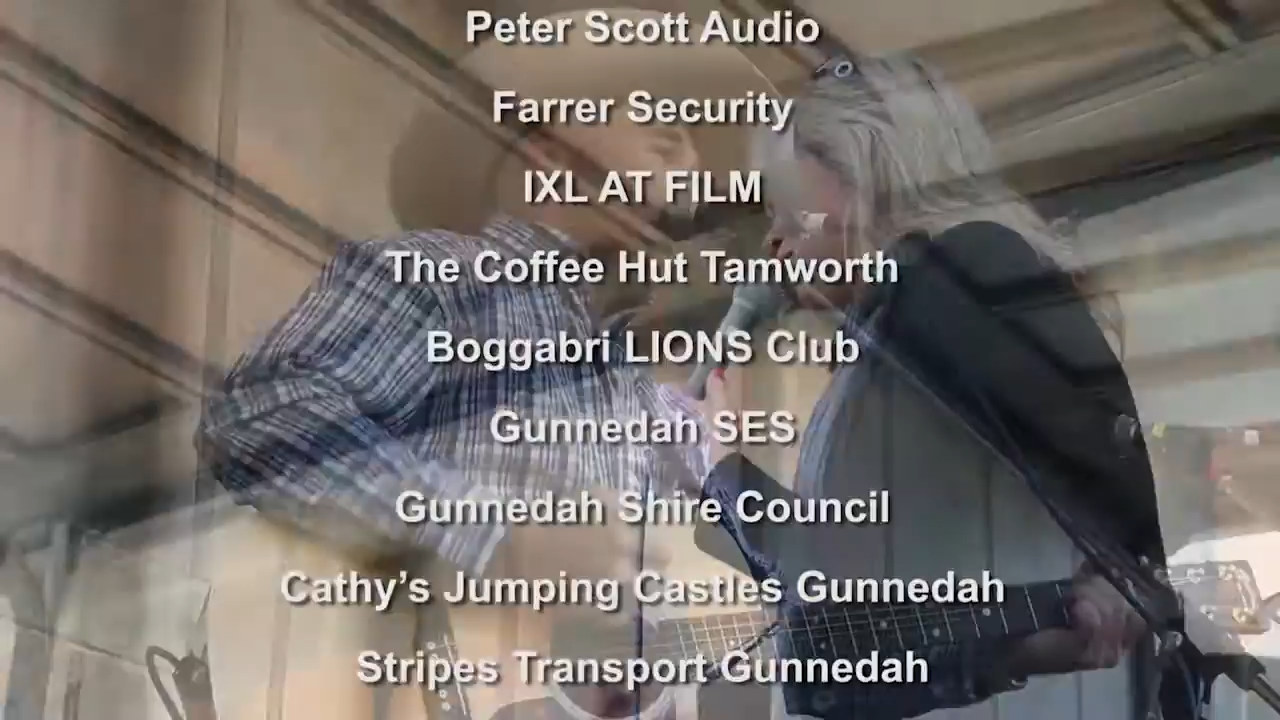 Peter Scott Audio
Farrer Security
IXL AT FILM
The Coffee Hut Tamworth
Boggabri LIONS Club
Gunnedah SES
Gunnedah Shire Council
Cathy’s Jumping Castles Gunnedah
Stripes Transport Gunnedah